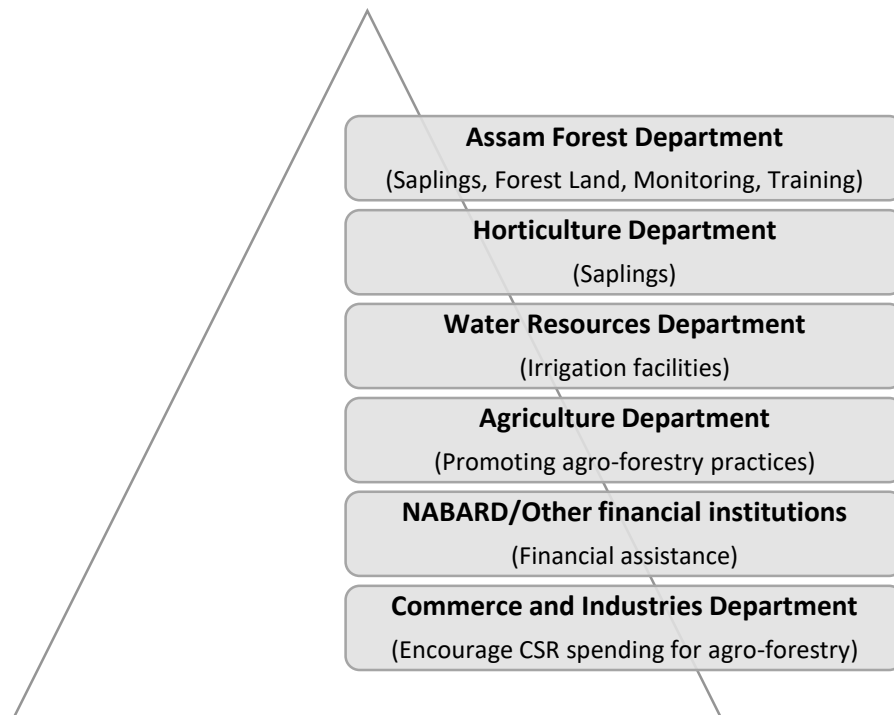 Assam Forest Department
(Saplings, Forest Land, Monitoring, Training)
Horticulture Department
(Saplings)
Water Resources Department
(Irrigation facilities)
Agriculture Department
(Promoting agro-forestry practices)
NABARD/Other financial institutions
(Financial assistance)
Commerce and Industries Department
(Encourage CSR spending for agro-forestry)